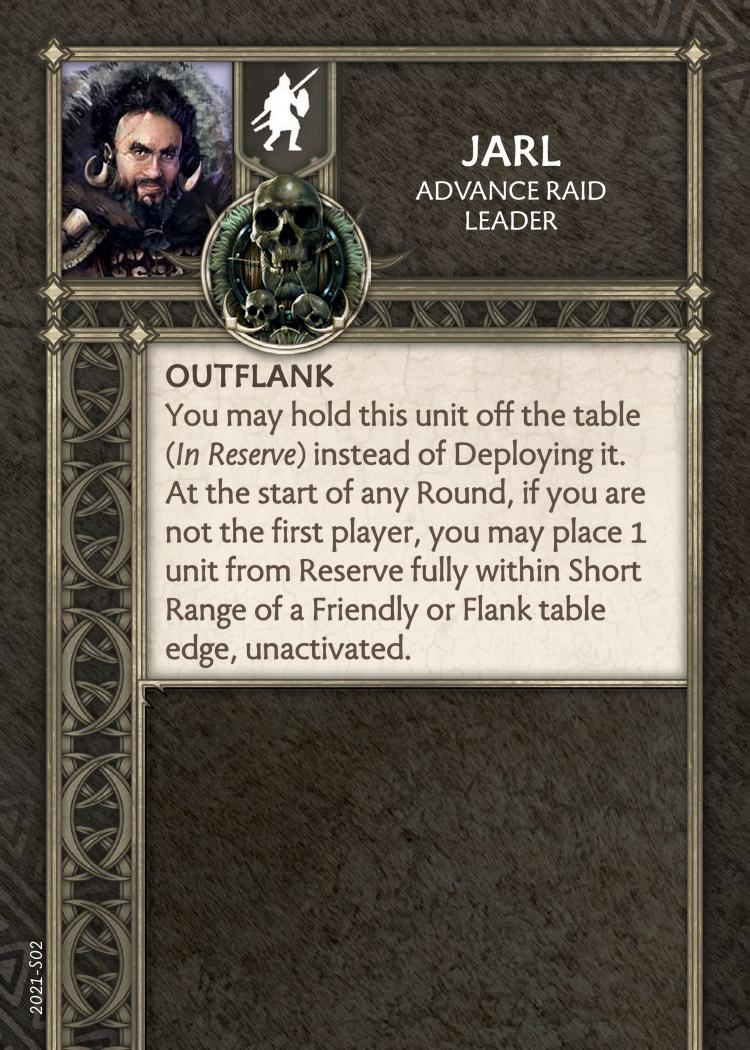 JARL
ADVANCE RAID
LEADER
OUTFLANK
You may hold this unit off the table
(In Reserve) instead of Deploying it.
At the start of any Round, if you are
not the first player, you may place 1
unit from Reserve fully within Short
Range of a Friendly or Flank table
edge, unactivated.
2021-S02